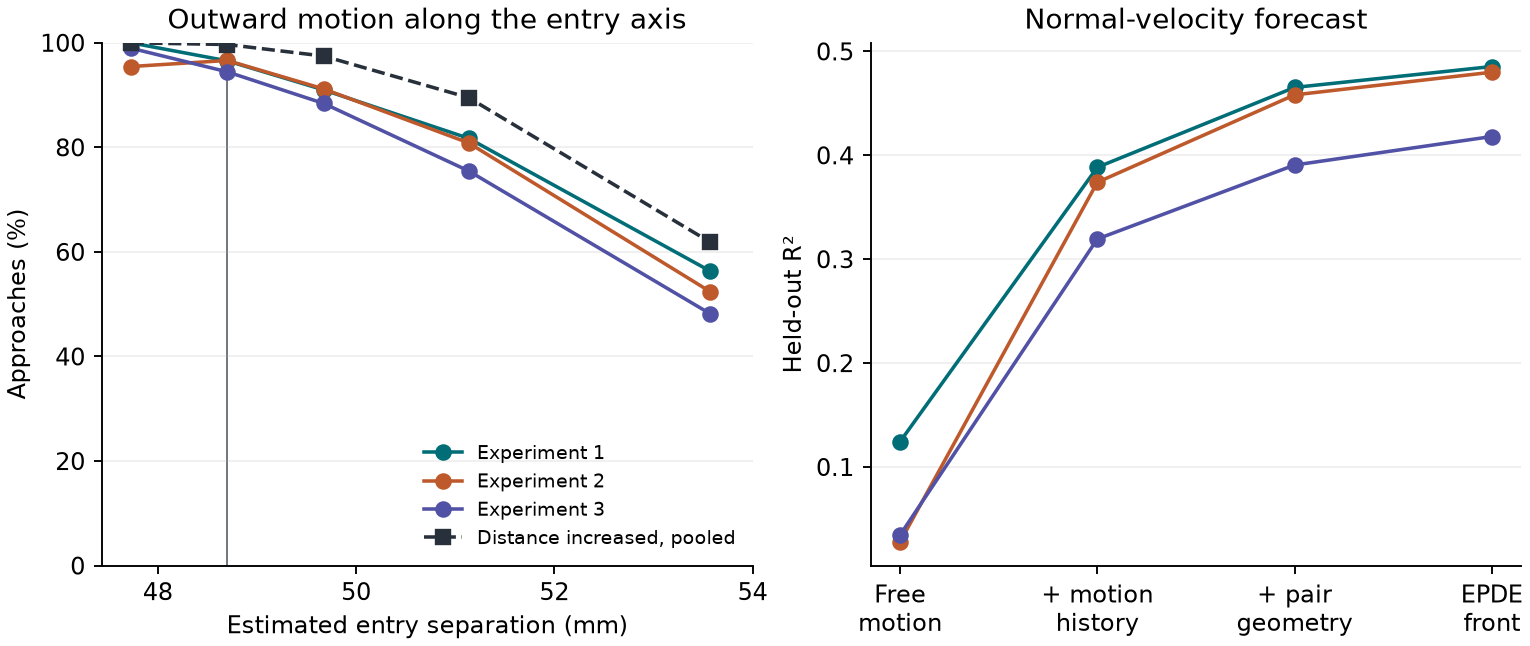 Outward motion along the entry axis
Approaches (%)
100
80
60
40
20
0
48
50
52
54
Estimated entry separation (mm)
Experiment 1
Experiment 2
Experiment 3
Distance increased, pooled
Normal-velocity forecast
Held-out R²
0.5
0.4
0.3
0.2
0.1
Free
motion
+ motion
history
+ pair
geometry
EPDE
front